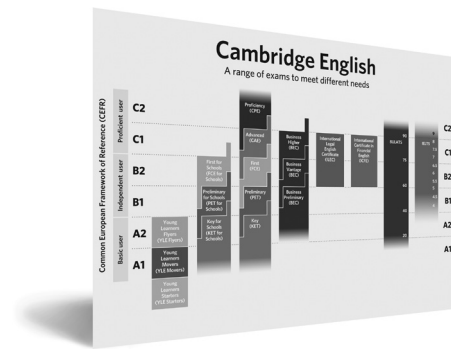 Cambridge English
A range of exams to meet different needs
Common European Framework of Reference (CEFR)
Proficient user
Independent user
Basic user
C2
C1
B2
B1
A2
A1
Young
Learners
Flyers
(YLE Flyers)
Young
Learners
Movers
(YLE Movers)
Young
Learners
Starters
(YLE Starters)
First for
Schools
(FCE for
Schools)
Preliminary
for Schools
(PET for
Schools)
Key for
Schools
(KET for
Schools)
Proficiency
(CPE)
Advanced
(CAE)
First
(FCE)
Preliminary
(PET)
Key
(KET)
Business
Higher
(BEC)
Business
Vantage
(BEC)
Business
Preliminary
(BEC)
International
Legal
English
Certificate
(ILEC)
International
Certificate in
Financial
English
(ICFE)
BULATS
90
75
60
40
20
IELTS
C2
C1
B2
B1
A2
A1